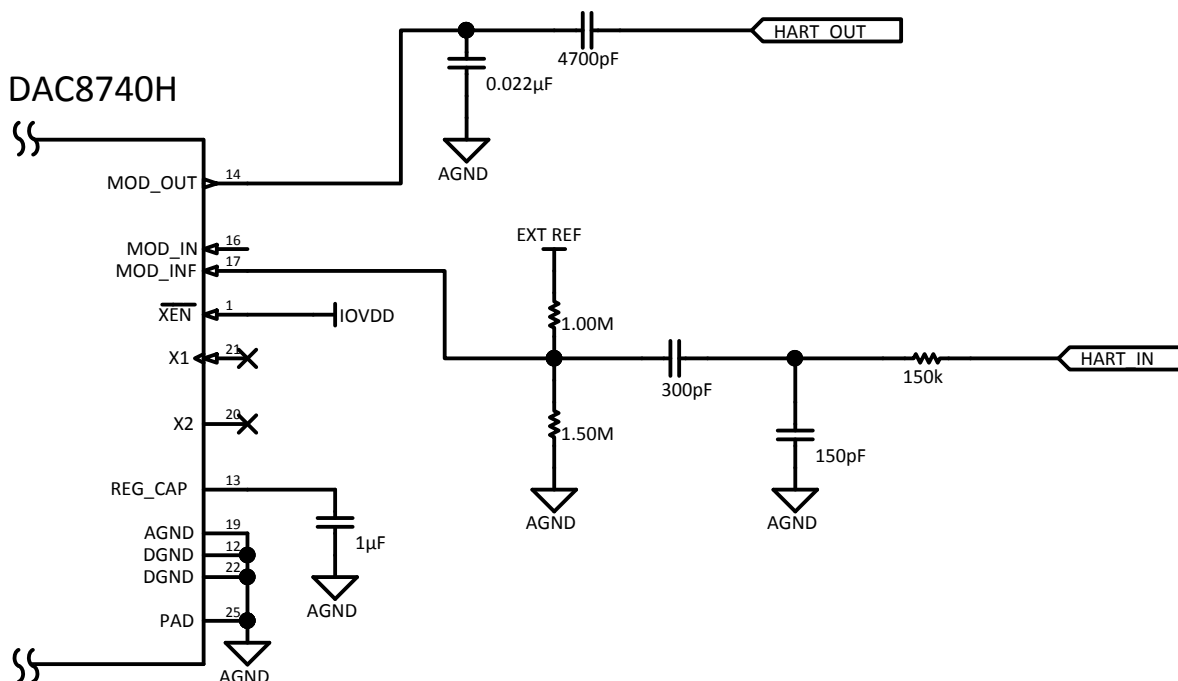 HART_OUT
4700pF
DAC8740H
0.022µF
AGND
MOD_OUT 14
MOD_IN 16
EXT REF
MOD_INF 17
XEN 1
IOVDD
1.00M
X1 21
HART_IN
300pF
150k
X2 20
1.50M
150pF
REG_CAP 13
AGND
AGND
AGND 19
1µF
DGND 12
DGND 22
AGND
PAD 25
AGND